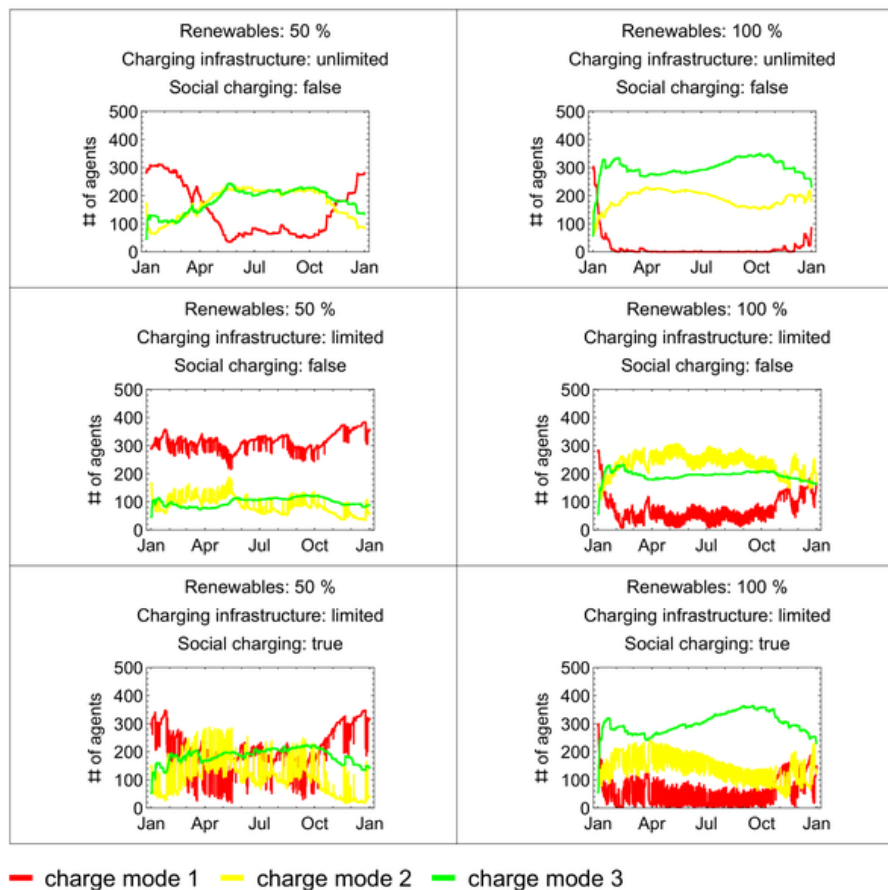 Renewables: 50 %
Charging infrastructure: unlimited
Social charging: false
500
400
300
200
100
0
# of agents
Jan Apr Jul Oct Jan
Renewables: 100 %
Charging infrastructure: unlimited
Social charging: false
500
400
300
200
100
0
# of agents
Jan Apr Jul Oct Jan
Renewables: 50 %
Charging infrastructure: limited
Social charging: false
500
400
300
200
100
0
# of agents
Jan Apr Jul Oct Jan
Renewables: 100 %
Charging infrastructure: limited
Social charging: false
500
400
300
200
100
0
# of agents
Jan Apr Jul Oct Jan
Renewables: 50 %
Charging infrastructure: limited
Social charging: true
500
400
300
200
100
0
# of agents
Jan Apr Jul Oct Jan
Renewables: 100 %
Charging infrastructure: limited
Social charging: true
500
400
300
200
100
0
# of agents
Jan Apr Jul Oct Jan
charge mode 1 charge mode 2 charge mode 3